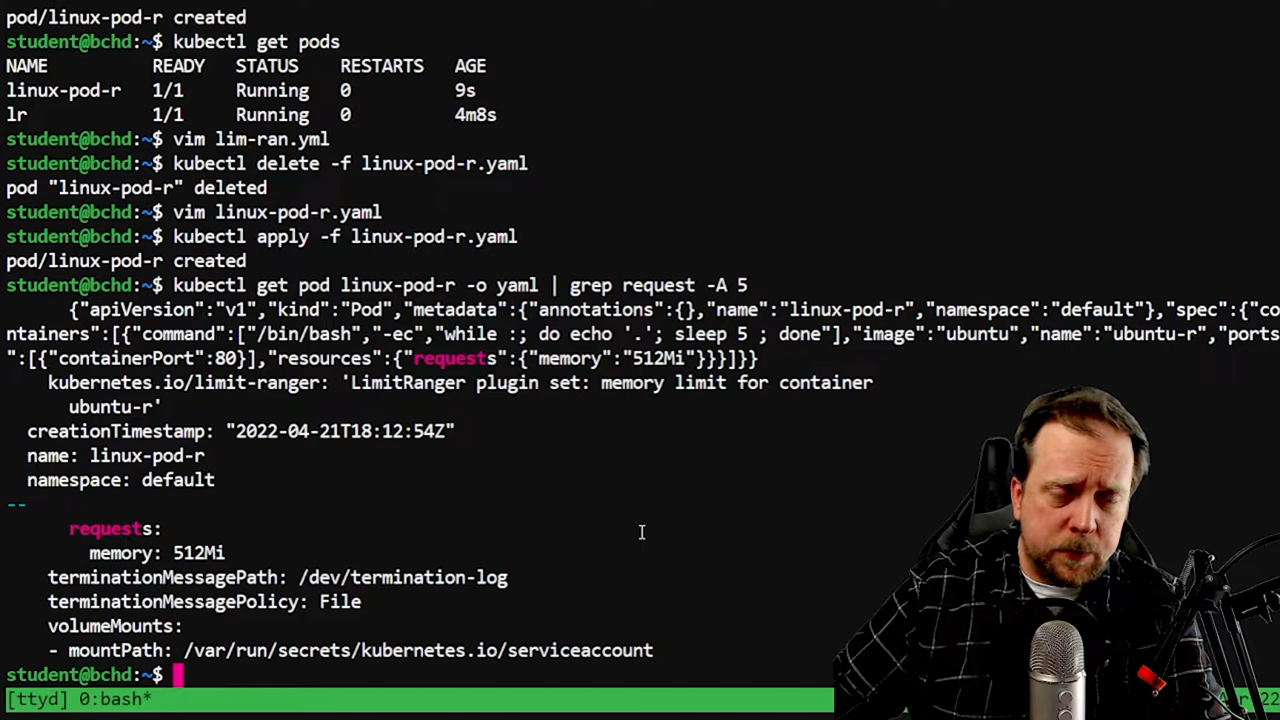 pod/linux-pod-r created
student@bchd:~$ kubectl get pods
NAME READY STATUS RESTARTS AGE
linux-pod-r 1/1 Running 0 9s
lr 1/1 Running 0 4m8s
student@bchd:~$ vim lim-ran.yml
student@bchd:~$ kubectl delete -f linux-pod-r.yaml
pod "linux-pod-r" deleted
student@bchd:~$ vim linux-pod-r.yaml
student@bchd:~$ kubectl apply -f linux-pod-r.yaml
pod/linux-pod-r created
student@bchd:~$ kubectl get pod linux-pod-r -o yaml | grep request -A 5
{"apiVersion":"v1","kind":"Pod","metadata":{"annotations":{},"name":"linux-pod-r","namespace":"default"},"spec":{"co
ntainers":[{"command":["/bin/bash","-ec","while :; do echo '.'; sleep 5 ; done"],"image":"ubuntu","name":"ubuntu-r","ports
":[{"containerPort":80}],"resources":{"requests":{"memory":"512Mi"}}}]}}
kubernetes.io/limit-ranger: 'LimitRanger plugin set: memory limit for container
ubuntu-r'
creationTimestamp: "2022-04-21T18:12:54Z"
name: linux-pod-r
namespace: default
--
requests:
memory: 512Mi
terminationMessagePath: /dev/termination-log
terminationMessagePolicy: File
volumeMounts:
- mountPath: /var/run/secrets/kubernetes.io/serviceaccount
student@bchd:~$
[ttyd] 0:bash*